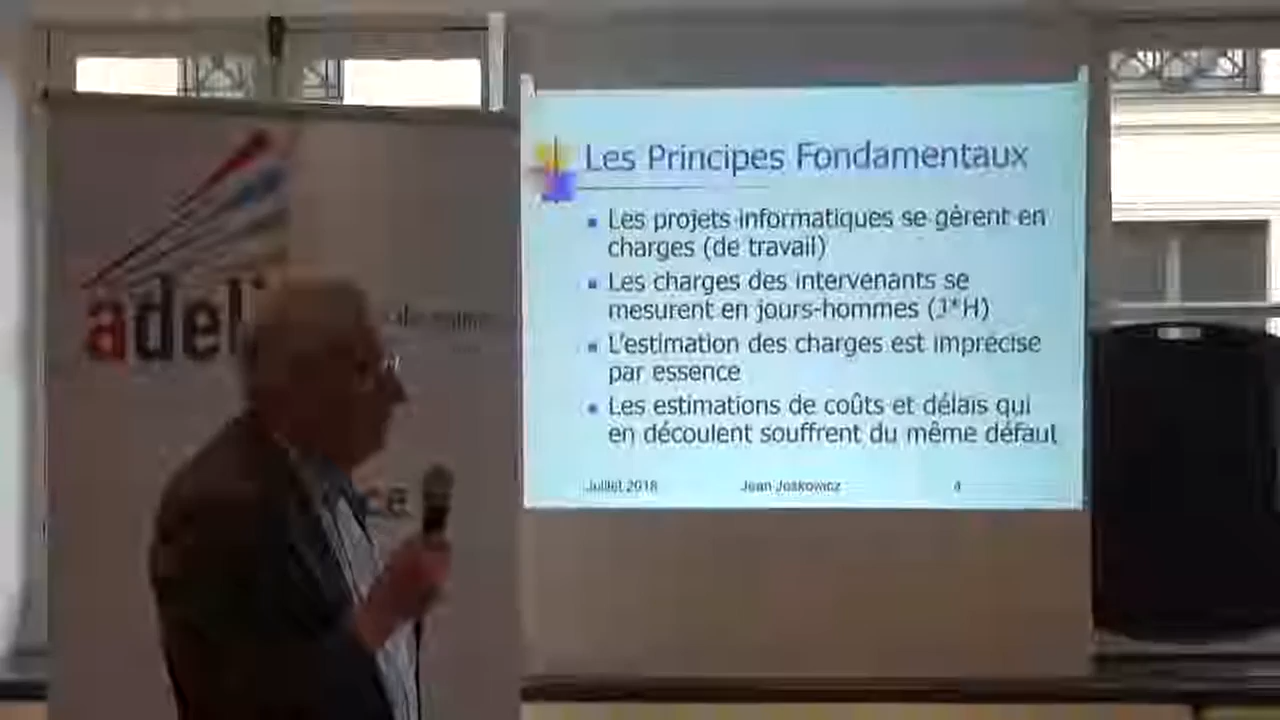 adel
Les Principes Fondamentaux
Les projets informatiques se gèrent en
charges (de travail)
Les charges des intervenants se
mesurent en jours-hommes (J*H)
L'estimation des charges est imprécise
par essence
Les estimations de coûts et délais qui
en découlent souffrent du même défaut
Juillet 2018 Jean Joskowicz 4
ce